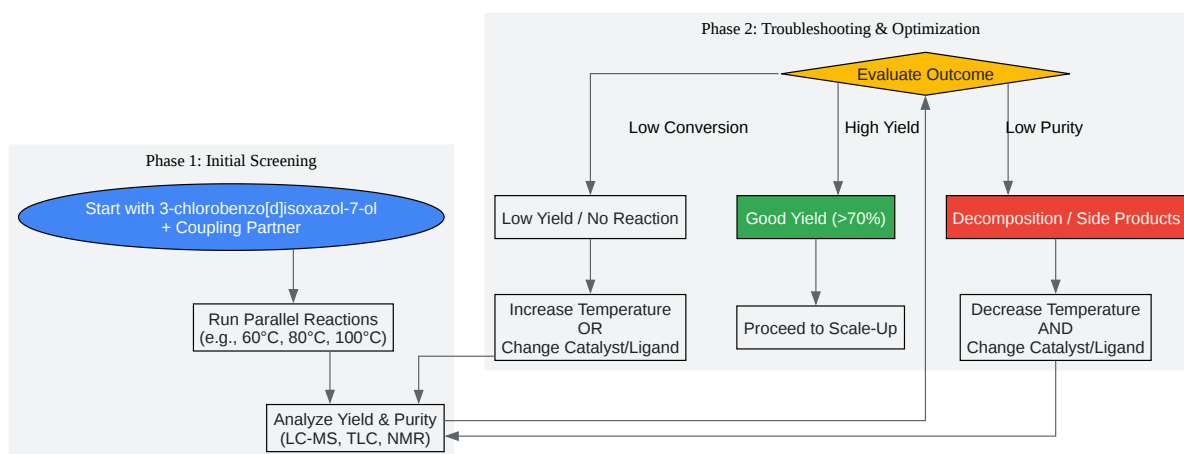 Phase 2: Troubleshooting & Optimization
Evaluate Outcome
Low Conversion
High Yield
Low Purity
Phase 1: Initial Screening
Start with 3-chlorobenzo[d]isoxazol-7-ol
+ Coupling Partner
Low Yield / No Reaction
Good Yield (>70%)
Decomposition / Side Products
Run Parallel Reactions
(e.g., 60°C, 80°C, 100°C)
Increase Temperature
OR
Change Catalyst/Ligand
Proceed to Scale-Up
Decrease Temperature
AND
Change Catalyst/Ligand
Analyze Yield & Purity
(LC-MS, TLC, NMR)